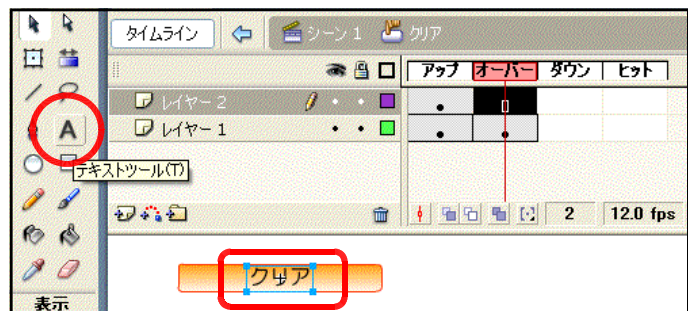 タイムライン シーン 1 クリア
アップ オーバー ダウン ヒット
レイヤー 2
レイヤー 1
A
テキストツール(T)
2 12.0 fps
クリア
表示